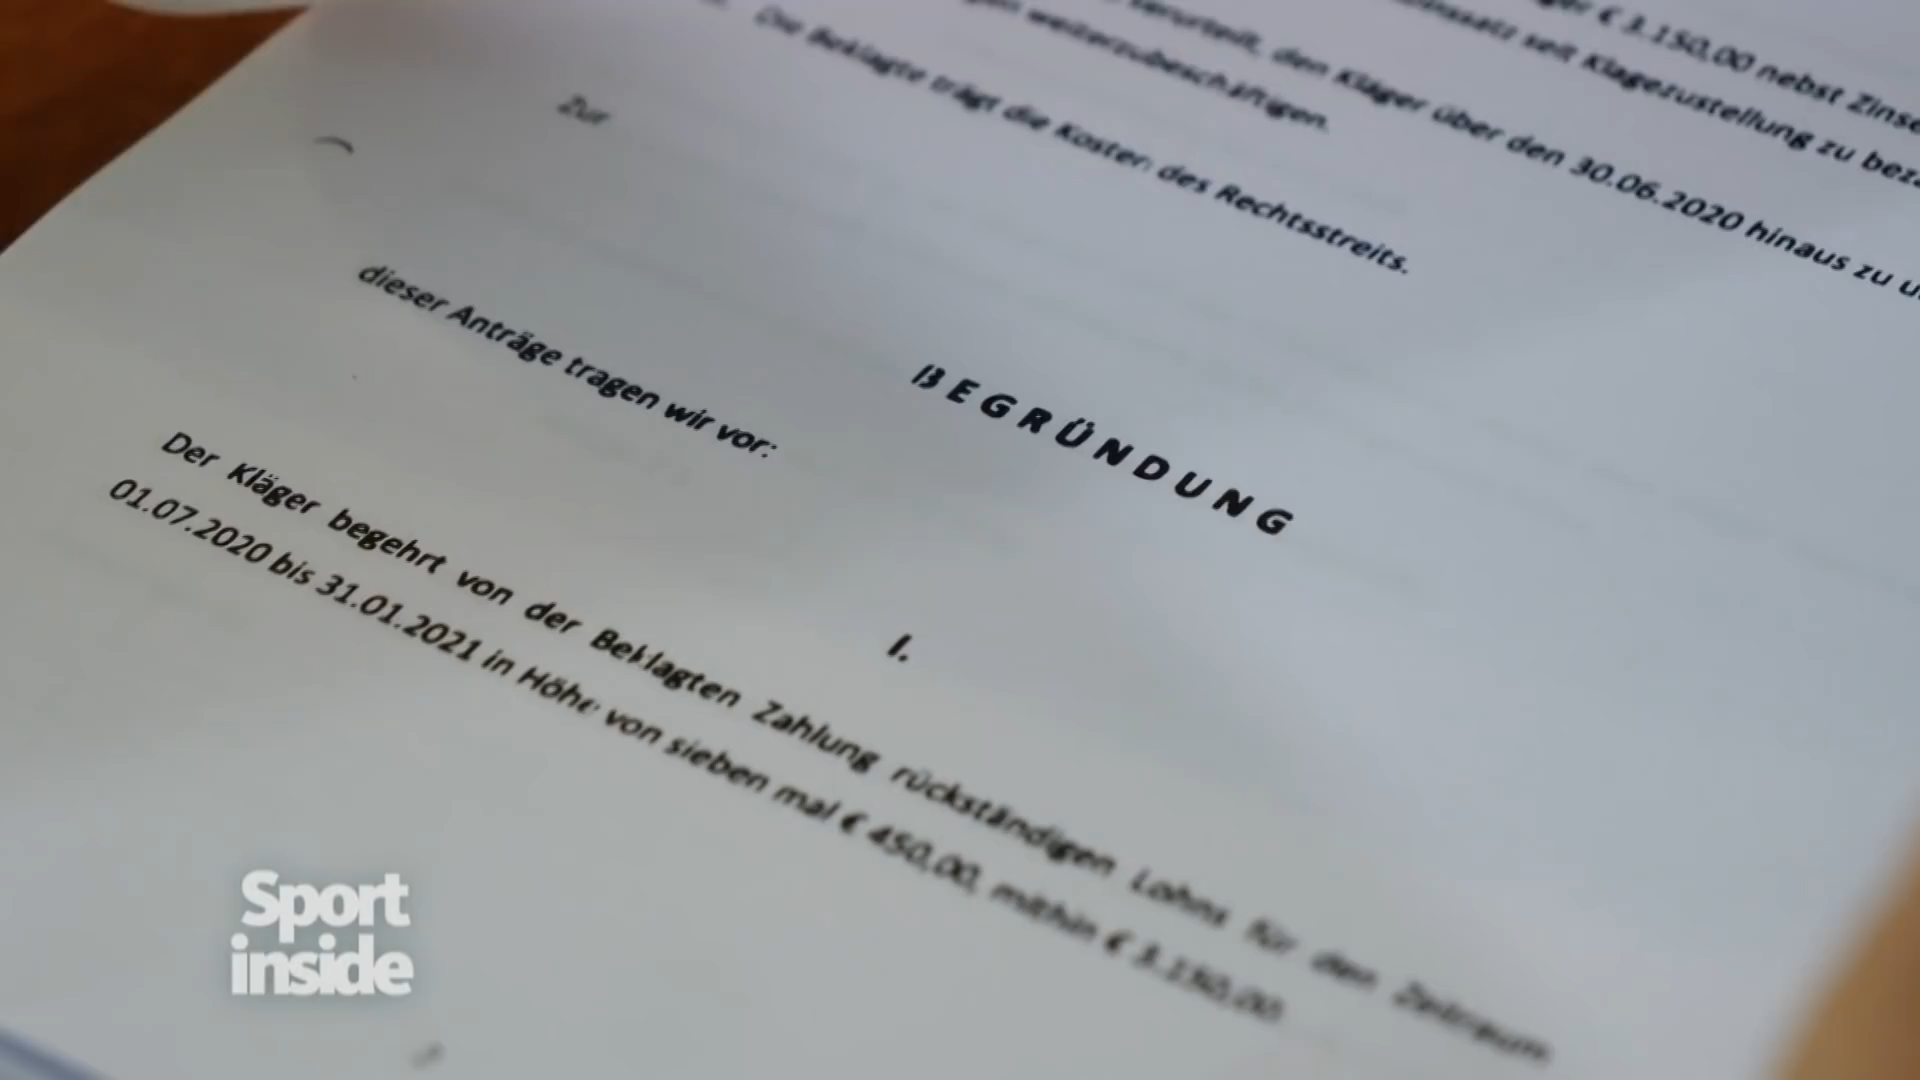 € 3.150,00 nebst
seit Klagezustellung zu
verurteilt, den Kläger über den 30.06.2020 hinaus zu
weiterzubeschäftigen.
Die Beklagte trägt die Kosten des Rechtsstreits.
Zur
BEGRÜNDUNG
dieser Anträge tragen wir vor:
I.
Der Kläger begehrt von der Beklagten Zahlung rückständigen Lohns für den Zeitraum
01.07.2020 bis 31.01.2021 in Höhe von sieben mal € 450,00, mithin € 3.150,00
Sport
inside